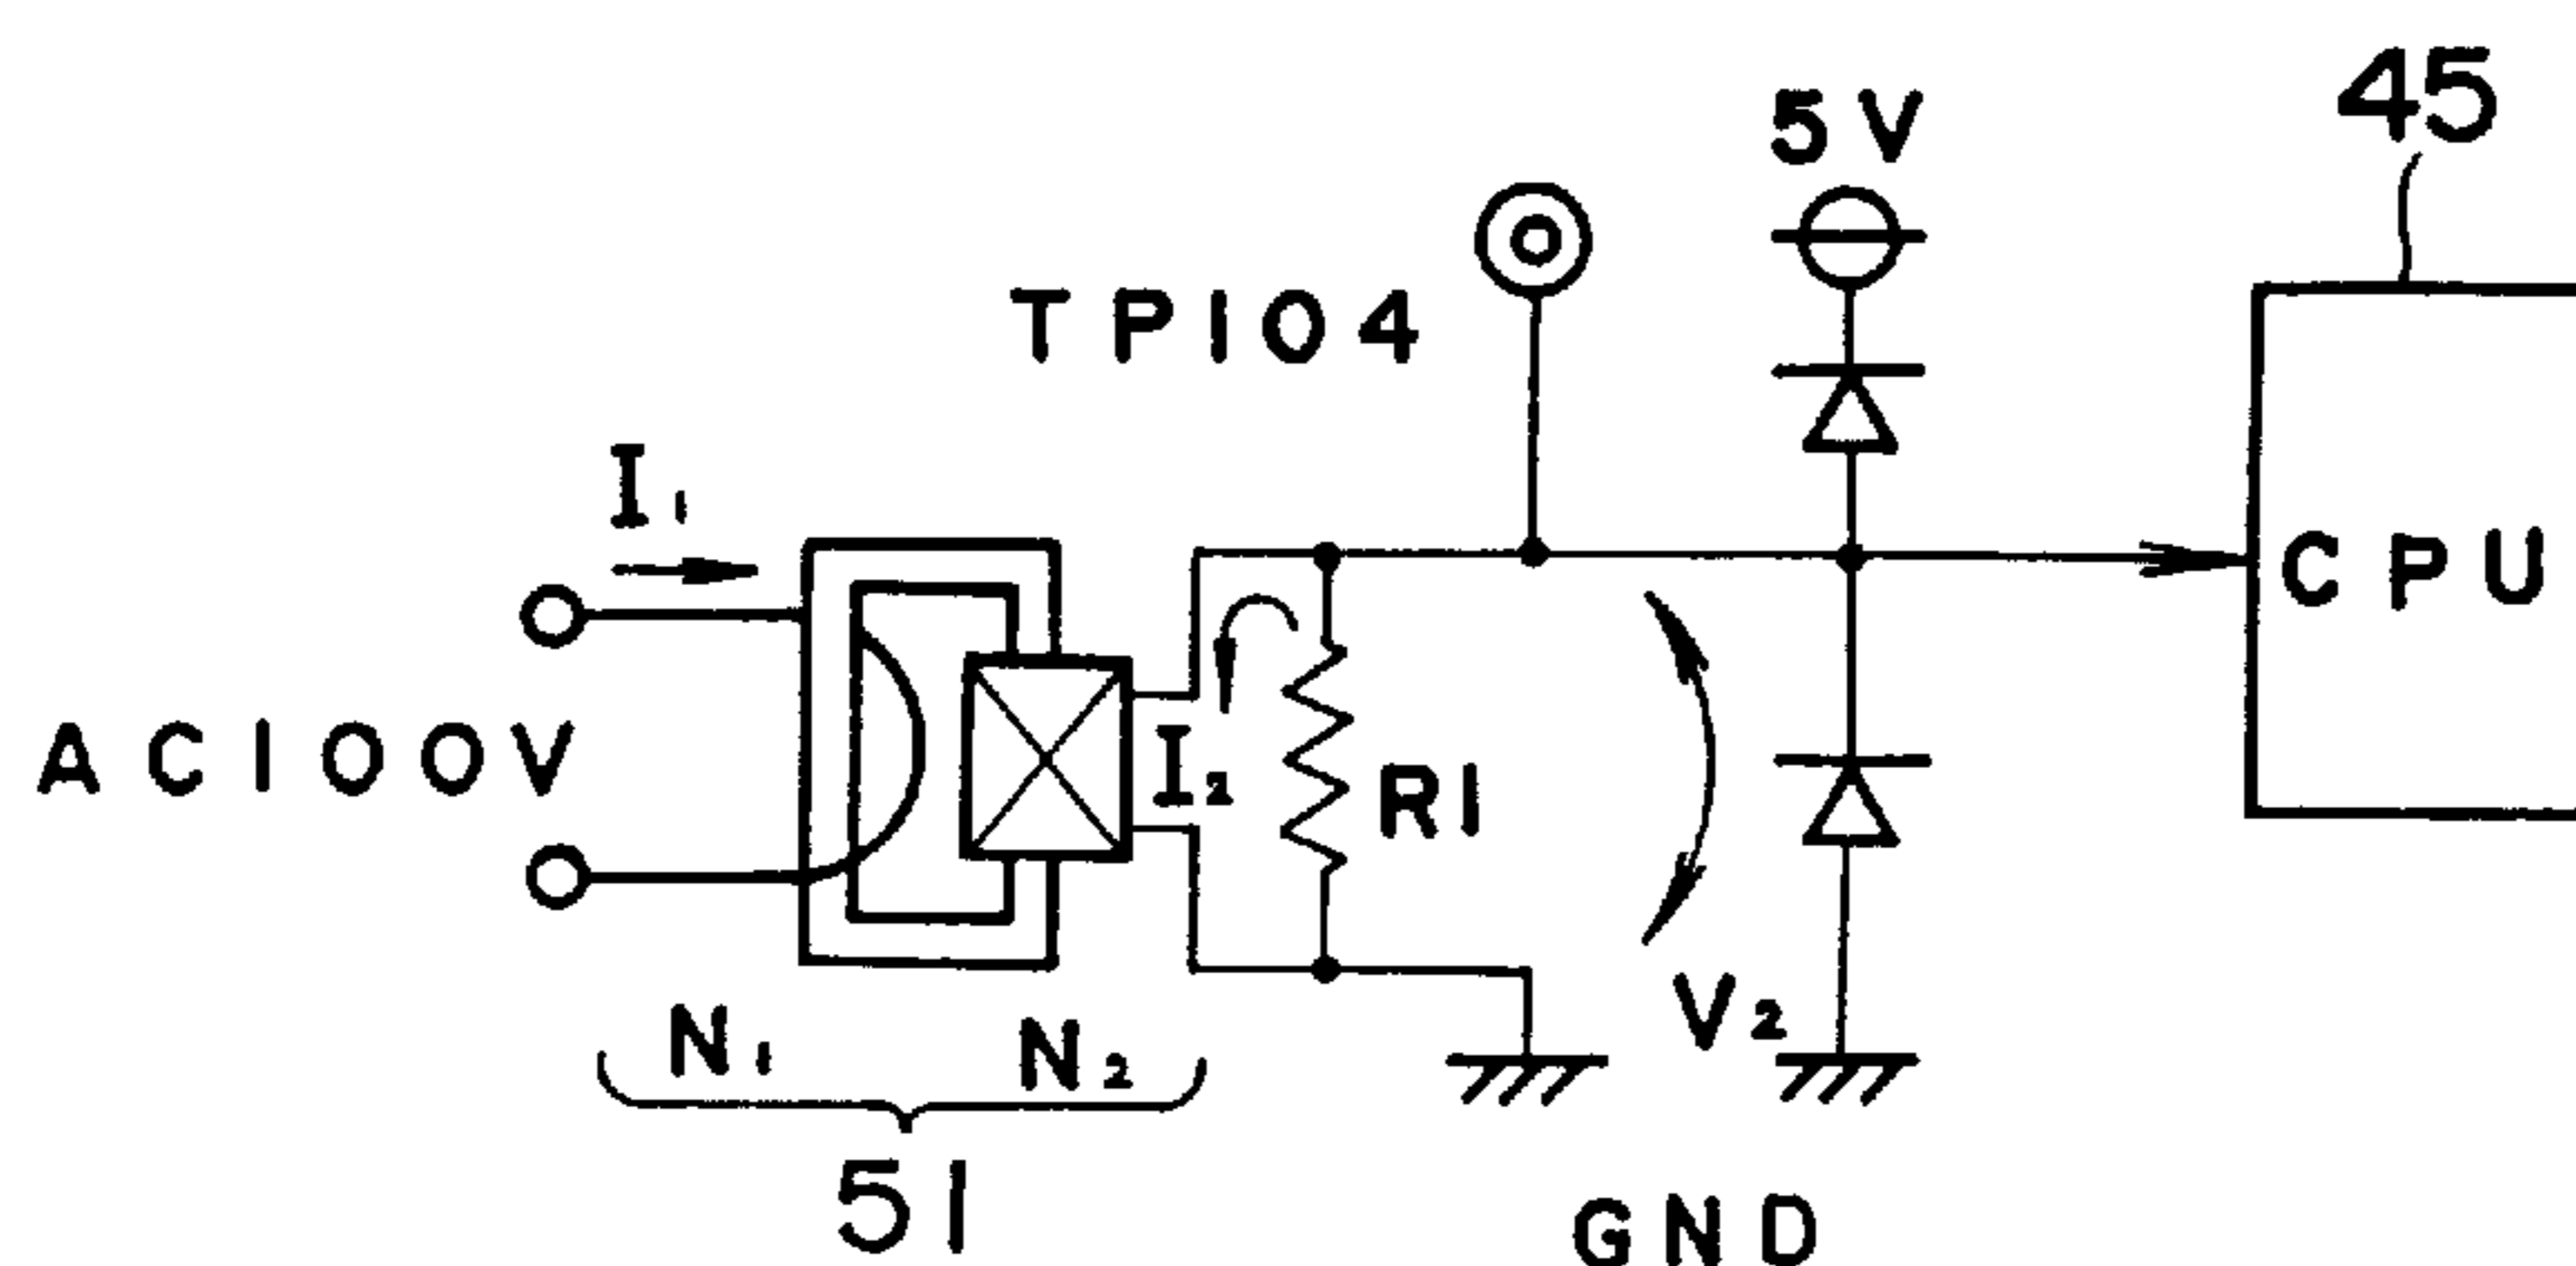 45
5V
TP104
I₁
CPU
AC100V
I₂
R1
V₂
N₁ N₂
51
GND